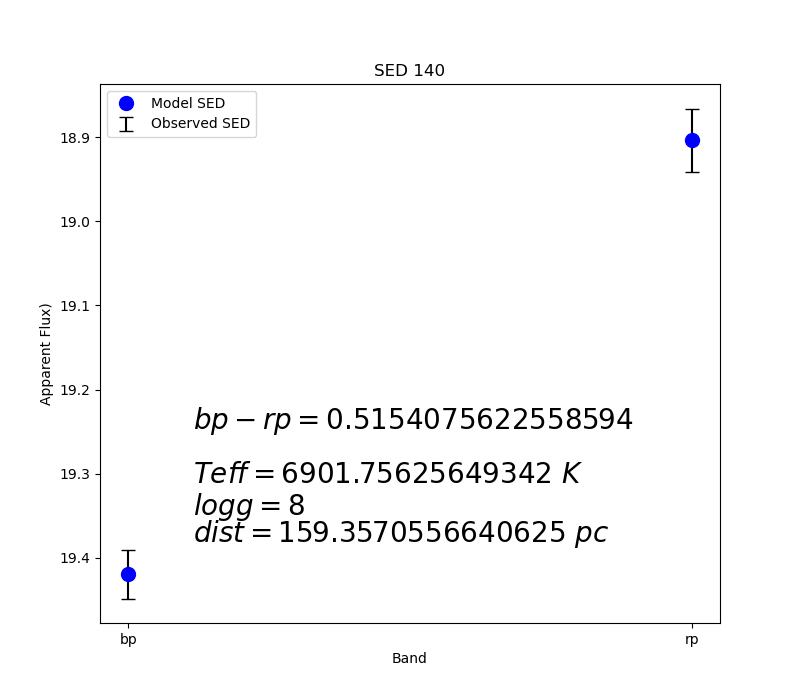 SED 140
Model SED
Observed SED
18.9
19.0
19.1
19.2
19.3
19.4
Apparent Flux)
bp − rp = 0.5154075622558594
Teff = 6901.75625649342 K
logg = 8
dist = 159.3570556640625 pc
bp
rp
Band